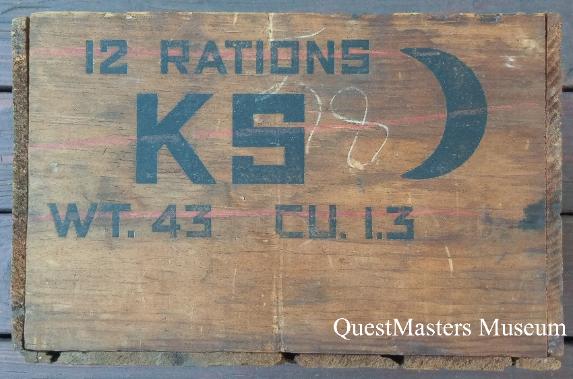 12 RATIONS
KS
WT. 43 CU. 1.3
QuestMasters Museum